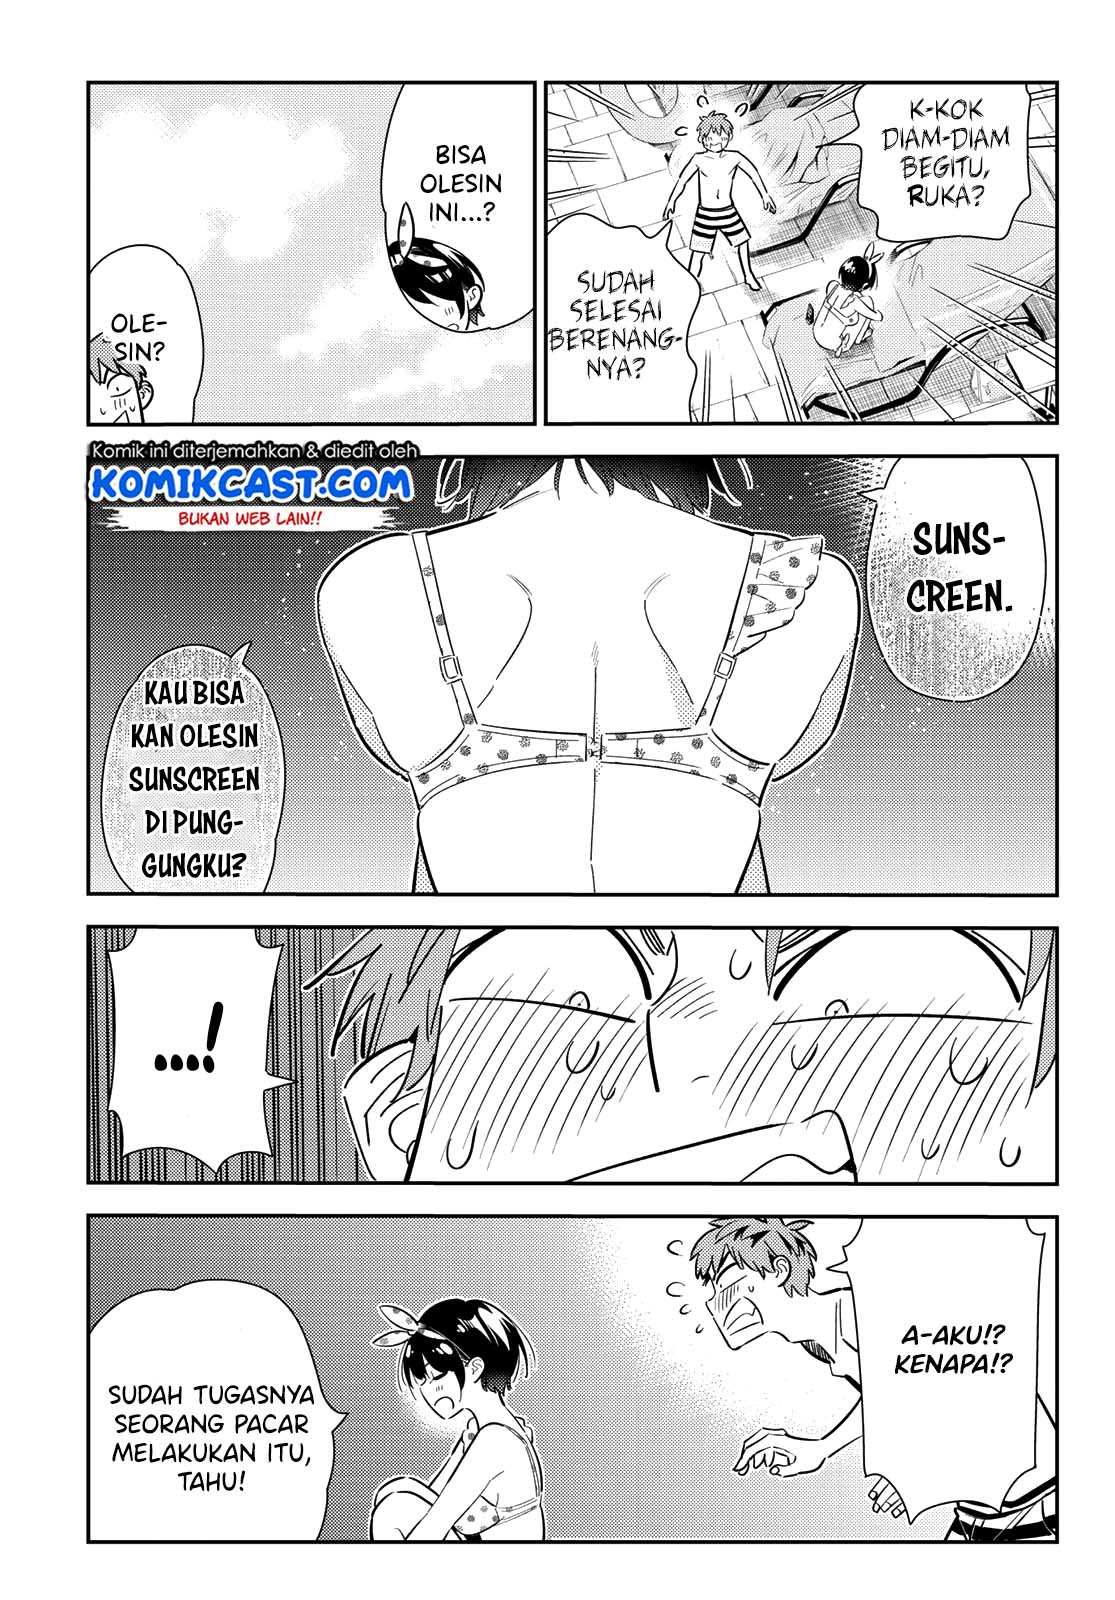 K-KOK
DIAM-DIAM
BEGITU,
RUKA?
SUDAH
SELESAI
BERENANG-
NYA?
BISA
OLESIN
INI...?
OLE-
SIN?
Komik ini diterjemahkan & diedit oleh
KOMIKCAST.COM
BUKAN WEB LAIN!!
SUNS-
CREEN.
KAU BISA
KAN OLESIN
SUNSCREEN
DI PUNG-
GUNGKU?
....!
A-AKU!?
KENAPA!?
SUDAH TUGASNYA
SEORANG PACAR
MELAKUKAN ITU,
TAHU!